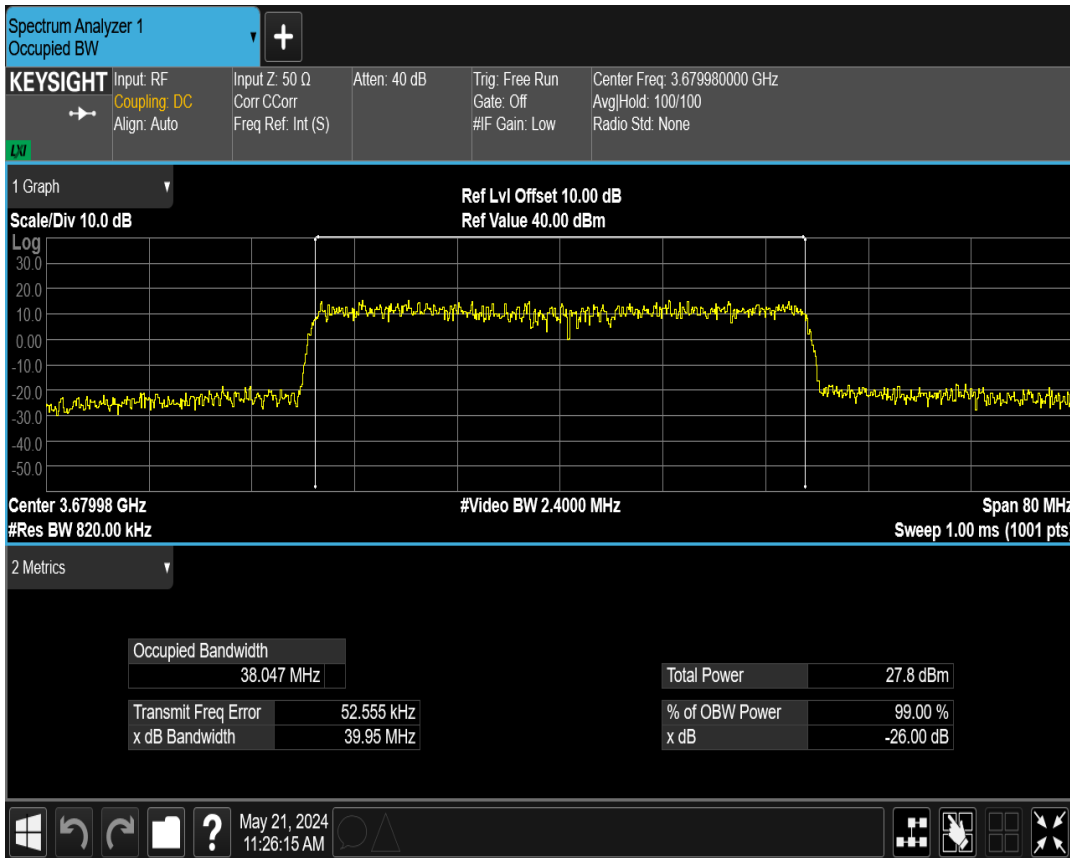 Spectrum Analyzer 1
Occupied BW
+
KEYSIGHT
Input: RF
Coupling: DC
Align: Auto
Input Z: 50 Ω
Corr CCorr
Freq Ref: Int (S)
Atten: 40 dB
Trig: Free Run
Gate: Off
#IF Gain: Low
Center Freq: 3.679980000 GHz
Avg|Hold: 100/100
Radio Std: None
LXI
1 Graph
Ref Lvl Offset 10.00 dB
Scale/Div 10.0 dB
Ref Value 40.00 dBm
Log
30.0
20.0
10.0
0.00
-10.0
-20.0
-30.0
-40.0
-50.0
Center 3.67998 GHz
#Video BW 2.4000 MHz
Span 80 MHz
#Res BW 820.00 kHz
Sweep 1.00 ms (1001 pts)
2 Metrics
Occupied Bandwidth
38.047 MHz
Total Power 27.8 dBm
Transmit Freq Error 52.555 kHz
% of OBW Power 99.00 %
x dB Bandwidth 39.95 MHz
x dB -26.00 dB
?
May 21, 2024
11:26:15 AM